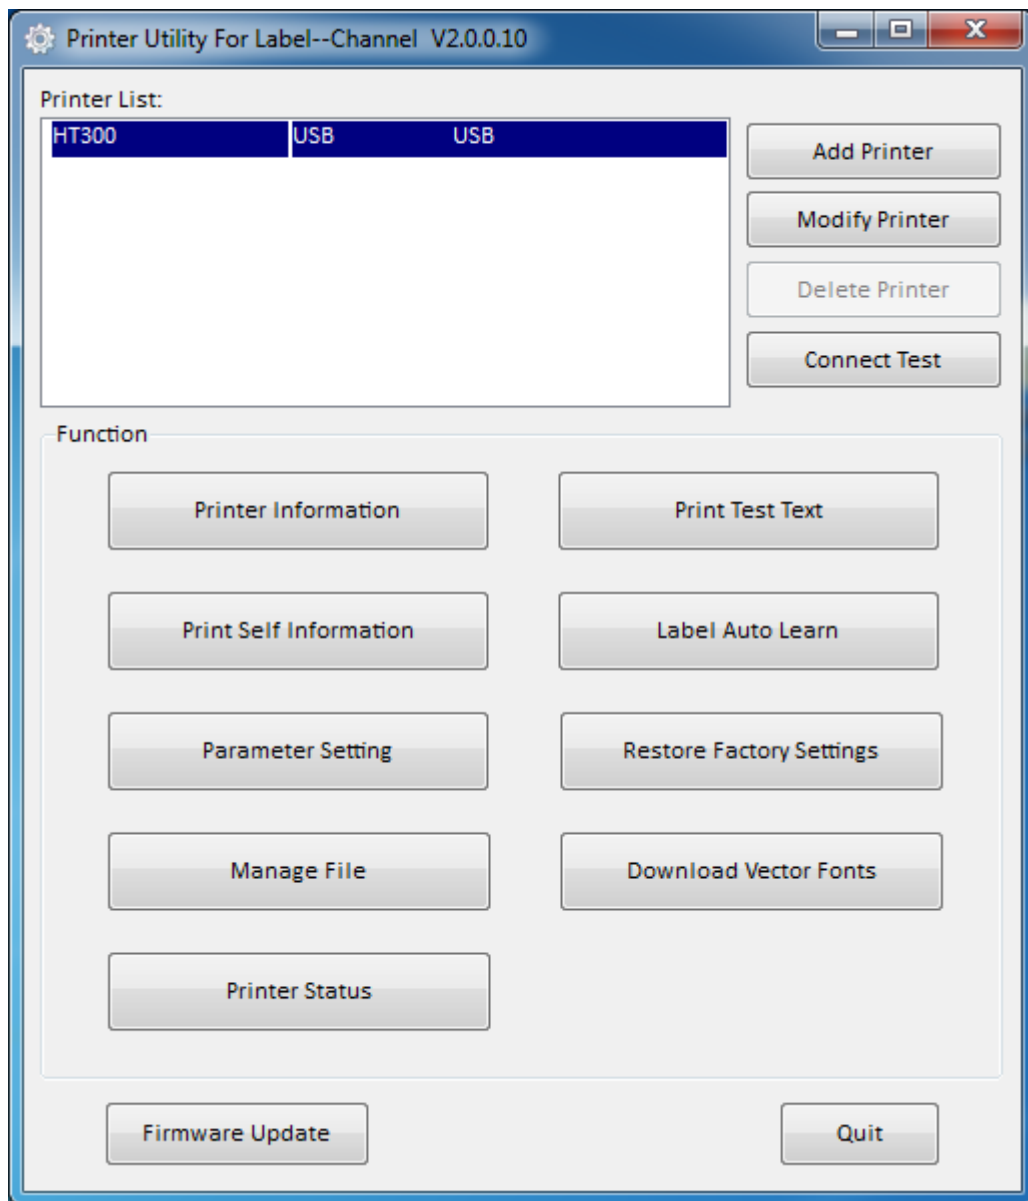 Printer Utility For Label--Channel V2.0.0.10
Printer List:
HT300 USB USB
Add Printer
Modify Printer
Delete Printer
Connect Test
Function
Printer Information
Print Test Text
Print Self Information
Label Auto Learn
Parameter Setting
Restore Factory Settings
Manage File
Download Vector Fonts
Printer Status
Firmware Update
Quit